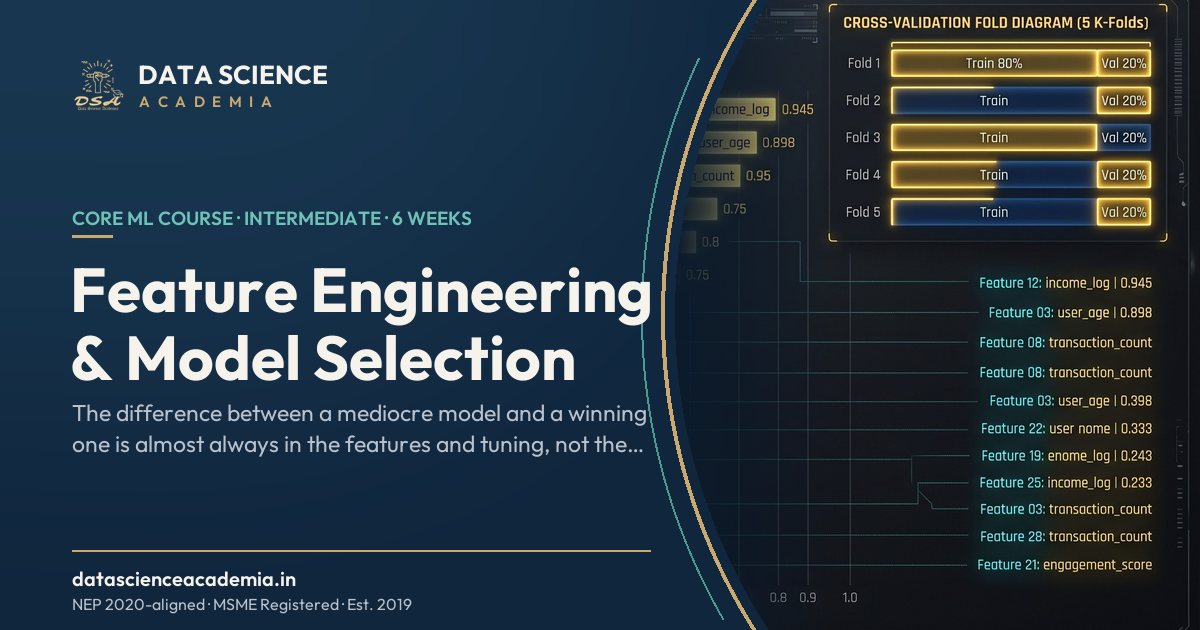 DSA
DATA SCIENCE
ACADEMIA
CORE ML COURSE · INTERMEDIATE · 6 WEEKS
Feature Engineering
& Model Selection
The difference between a mediocre model and a winning
one is almost always in the features and tuning, not the...
datascienceacademia.in
NEP 2020-aligned · MSME Registered · Est. 2019
CROSS-VALIDATION FOLD DIAGRAM (5 K-Folds)
Fold 1 Train 80% Val 20%
Fold 2 Train Val 20%
Fold 3 Train Val 20%
Fold 4 Train Val 20%
Fold 5 Train Val 20%
income_log 0.945
user_age 0.898
_count 0.95
0.75
0.8
0.75
Feature 12: income_log | 0.945
Feature 03: user_age | 0.898
Feature 08: transaction_count
Feature 08: transaction_count
Feature 03: user_age | 0.398
Feature 22: user nome | 0.333
Feature 19: enome_log | 0.243
Feature 25: income_log | 0.233
Feature 03: transaction_count
Feature 28: transaction_count
Feature 21: engagement_score
0.8 0.9 1.0